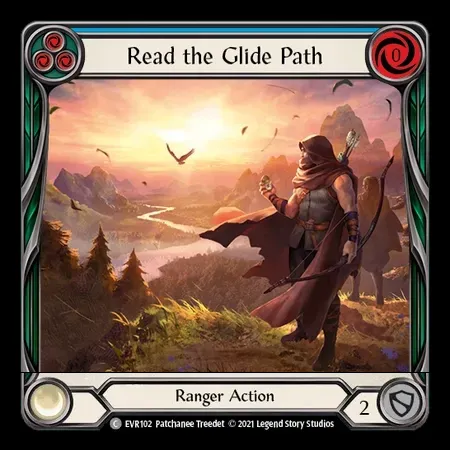 Read the Glide Path
0
Ranger Action
2
C EVR102 Patchanee Treedet © 2021 Legend Story Studios